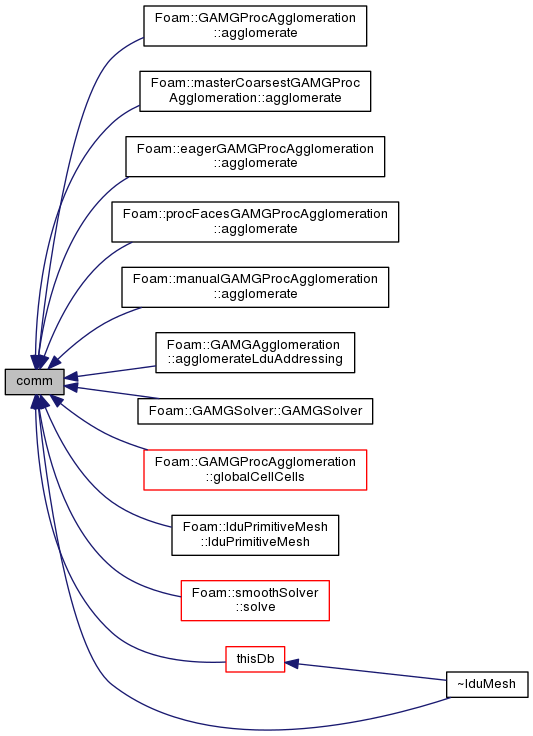 Foam::GAMGProcAgglomeration
::agglomerate
Foam::masterCoarsestGAMGProc
Agglomeration::agglomerate
Foam::eagerGAMGProcAgglomeration
::agglomerate
Foam::procFacesGAMGProcAgglomeration
::agglomerate
Foam::manualGAMGProcAgglomeration
::agglomerate
Foam::GAMGAgglomeration
::agglomerateLduAddressing
comm
Foam::GAMGSolver::GAMGSolver
Foam::GAMGProcAgglomeration
::globalCellCells
Foam::lduPrimitiveMesh
::lduPrimitiveMesh
Foam::smoothSolver
::solve
thisDb
~lduMesh